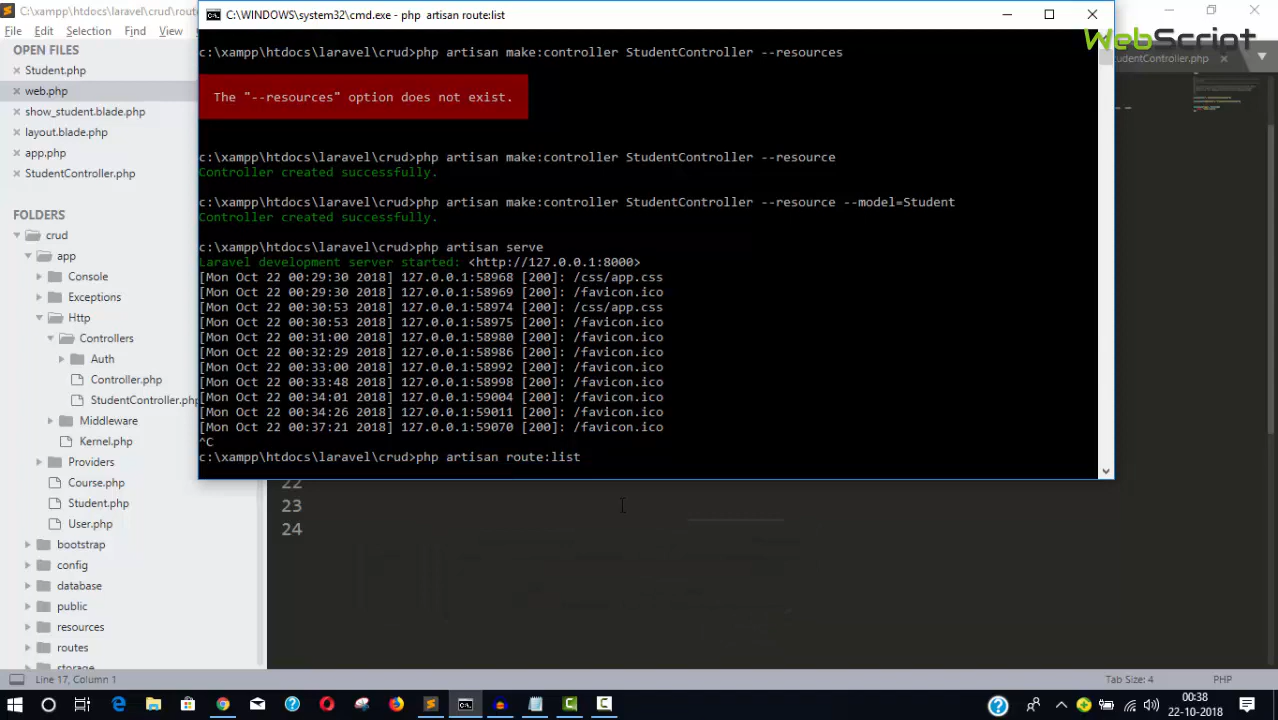 C:\xampp\htdocs\laravel\crud\rout
C:\WINDOWS\system32\cmd.exe - php artisan route:list
File Edit Selection Find View
WebScript
StudentController.php
OPEN FILES
Student.php
web.php
show_student.blade.php
layout.blade.php
app.php
StudentController.php
FOLDERS
crud
app
Console
Exceptions
Http
Controllers
Auth
Controller.php
StudentController.php
Middleware
Kernel.php
Providers
Course.php
Student.php
User.php
bootstrap
config
database
public
resources
routes
storage
c:\xampp\htdocs\laravel\crud>php artisan make:controller StudentController --resources
The "--resources" option does not exist.
c:\xampp\htdocs\laravel\crud>php artisan make:controller StudentController --resource
Controller created successfully.
c:\xampp\htdocs\laravel\crud>php artisan make:controller StudentController --resource --model=Student
Controller created successfully.
c:\xampp\htdocs\laravel\crud>php artisan serve
Laravel development server started: <http://127.0.0.1:8000>
[Mon Oct 22 00:29:30 2018] 127.0.0.1:58968 [200]: /css/app.css
[Mon Oct 22 00:29:30 2018] 127.0.0.1:58969 [200]: /favicon.ico
[Mon Oct 22 00:30:53 2018] 127.0.0.1:58974 [200]: /css/app.css
[Mon Oct 22 00:30:53 2018] 127.0.0.1:58975 [200]: /favicon.ico
[Mon Oct 22 00:31:00 2018] 127.0.0.1:58980 [200]: /favicon.ico
[Mon Oct 22 00:32:29 2018] 127.0.0.1:58986 [200]: /favicon.ico
[Mon Oct 22 00:33:00 2018] 127.0.0.1:58992 [200]: /favicon.ico
[Mon Oct 22 00:33:48 2018] 127.0.0.1:58998 [200]: /favicon.ico
[Mon Oct 22 00:34:01 2018] 127.0.0.1:59004 [200]: /favicon.ico
[Mon Oct 22 00:34:26 2018] 127.0.0.1:59011 [200]: /favicon.ico
[Mon Oct 22 00:37:21 2018] 127.0.0.1:59070 [200]: /favicon.ico
^C
c:\xampp\htdocs\laravel\crud>php artisan route:list
22
23
24
Line 17, Column 1
Tab Size: 4
PHP
00:38
22-10-2018